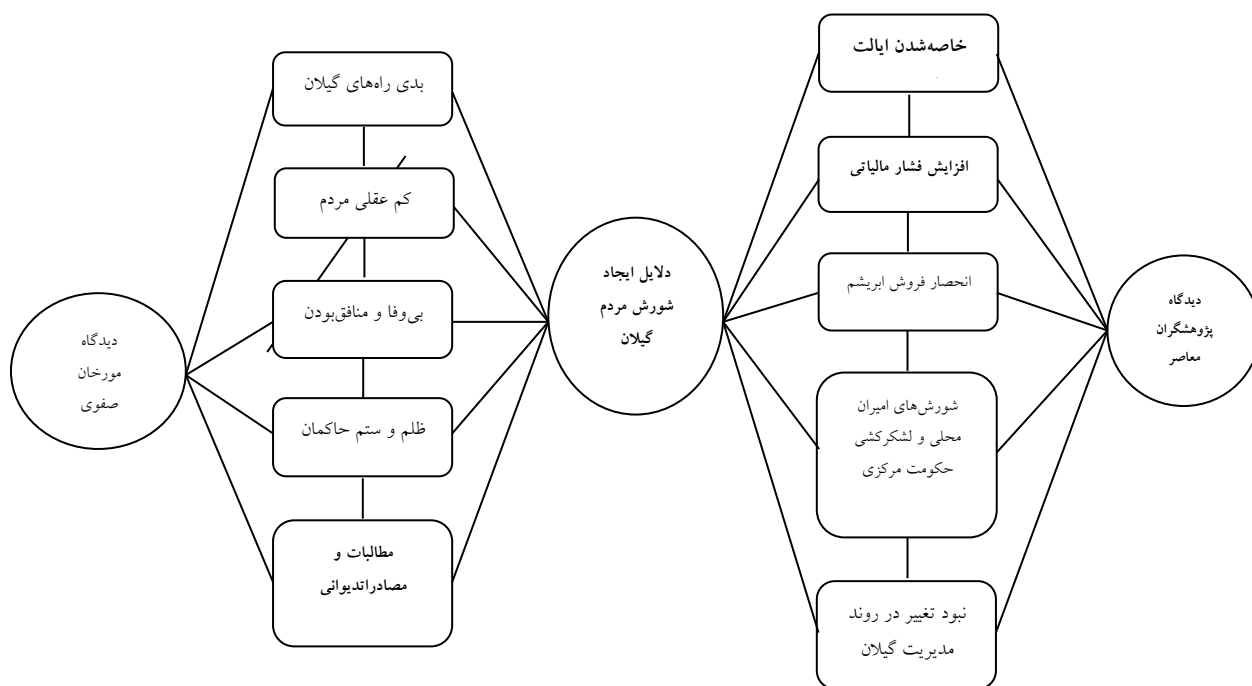 خاصه‌شدن ایالت
افزایش فشار مالیاتی
انحصار فروش ابریشم
شورش‌های امیران
محلی و لشکرکشی
حکومت مرکزی
نبود تغییر در روند
مدیریت گیلان
دیدگاه
پژوهشگران
معاصر
دلایل ایجاد
شورش مردم
گیلان
بدی راه‌های گیلان
کم عقلی مردم
بی‌وفا و منافق‌بودن
ظلم و ستم حاکمان
مطالبات و
مصادراتدیوانی
دیدگاه
مورخان
صفوی